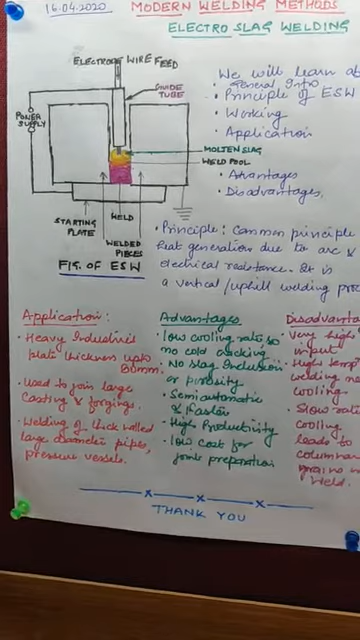 16.04.2020
MODERN WELDING METHODS
ELECTRO SLAG WELDING
ELECTRODE WIRE FEED
GUIDE
TUBE
POWER
SUPPLY
MOLTEN SLAG
WELD POOL
STARTING
PLATE
WELD
WELDED
PIECES
FIG. OF ESW
We will learn
• General Intro
• Principle of ESW
• Working
• Application
• Advantages
• Disadvantages.
• Principle: Common principle
heat generation due to arc &
electrical resistance. It is
a vertical/uphill welding
Application:
• Heavy Industries
plate thickness upto
80mm.
• Used to join large
casting & forgings.
• Welding of thick walled
large diameter pipes,
pressure vessels.
Advantages
• low cooling rate so
no cold cracking
• No slag Inclusion
or porosity
• Semiautomatic
& faster
• High Productivity
• low cost for
joint preparation
Very high
input
• High temp
welding
cooling.
• Slow rate
cooling
leads to
columnar
grains in
weld.
THANK YOU